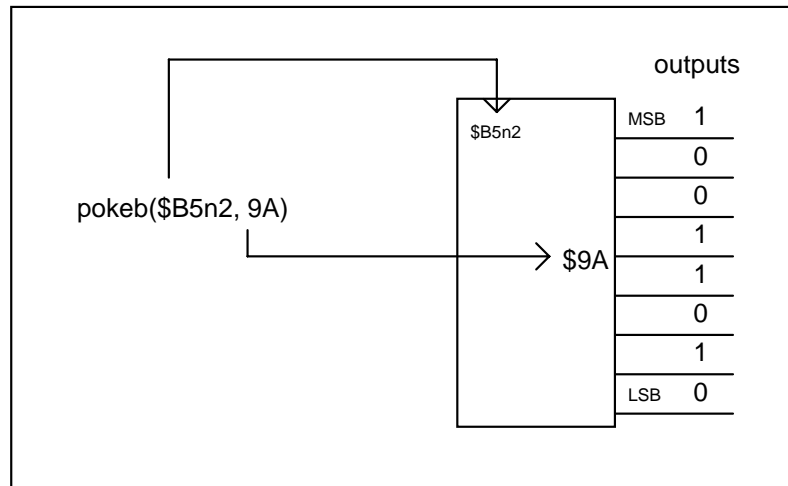 outputs
MSB 1
$B5n2
0
0
pokeb($B5n2, 9A)
1
$9A
1
0
1
LSB 0